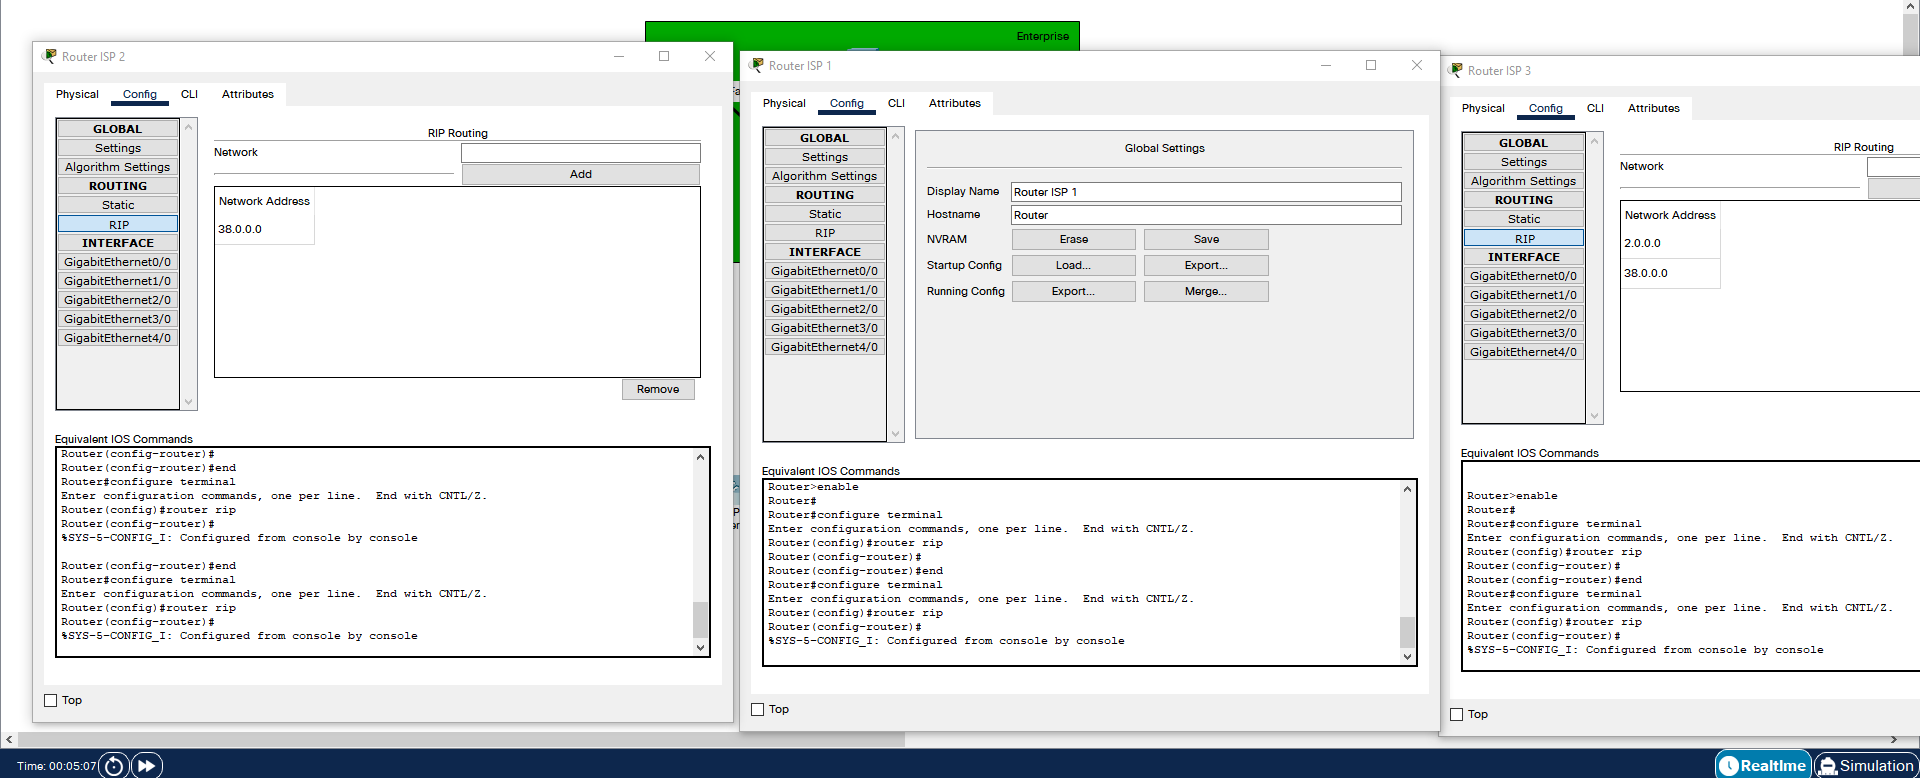 Enterprise
Router ISP 2
Physical Config CLI Attributes
GLOBAL
Settings
Algorithm Settings
ROUTING
Static
RIP
INTERFACE
GigabitEthernet0/0
GigabitEthernet1/0
GigabitEthernet2/0
GigabitEthernet3/0
GigabitEthernet4/0
RIP Routing
Network
Add
Network Address
38.0.0.0
Remove
Equivalent IOS Commands
Router(config-router)#
Router(config-router)#end
Router#configure terminal
Enter configuration commands, one per line.  End with CNTL/Z.
Router(config)#router rip
Router(config-router)#
%SYS-5-CONFIG_I: Configured from console by console
Router(config-router)#end
Router#configure terminal
Enter configuration commands, one per line.  End with CNTL/Z.
Router(config)#router rip
Router(config-router)#
%SYS-5-CONFIG_I: Configured from console by console
Top
Router ISP 1
Physical Config CLI Attributes
GLOBAL
Settings
Algorithm Settings
ROUTING
Static
RIP
INTERFACE
GigabitEthernet0/0
GigabitEthernet1/0
GigabitEthernet2/0
GigabitEthernet3/0
GigabitEthernet4/0
Global Settings
Display Name Router ISP 1
Hostname Router
NVRAM Erase Save
Startup Config Load... Export...
Running Config Export... Merge...
Equivalent IOS Commands
Router>enable
Router#
Router#configure terminal
Enter configuration commands, one per line.  End with CNTL/Z.
Router(config)#router rip
Router(config-router)#
Router(config-router)#end
Router#configure terminal
Enter configuration commands, one per line.  End with CNTL/Z.
Router(config)#router rip
Router(config-router)#
%SYS-5-CONFIG_I: Configured from console by console
Top
Router ISP 3
Physical Config CLI Attributes
GLOBAL
Settings
Algorithm Settings
ROUTING
Static
RIP
INTERFACE
GigabitEthernet0/0
GigabitEthernet1/0
GigabitEthernet2/0
GigabitEthernet3/0
GigabitEthernet4/0
RIP Routing
Network
Network Address
2.0.0.0
38.0.0.0
Equivalent IOS Commands
Router>enable
Router#
Router#configure terminal
Enter configuration commands, one per line.  End with CNTL/Z.
Router(config)#router rip
Router(config-router)#
Router(config-router)#end
Router#configure terminal
Enter configuration commands, one per line.  End with CNTL/Z.
Router(config)#router rip
Router(config-router)#
%SYS-5-CONFIG_I: Configured from console by console
Top
Time: 00:05:07
Realtime Simulation